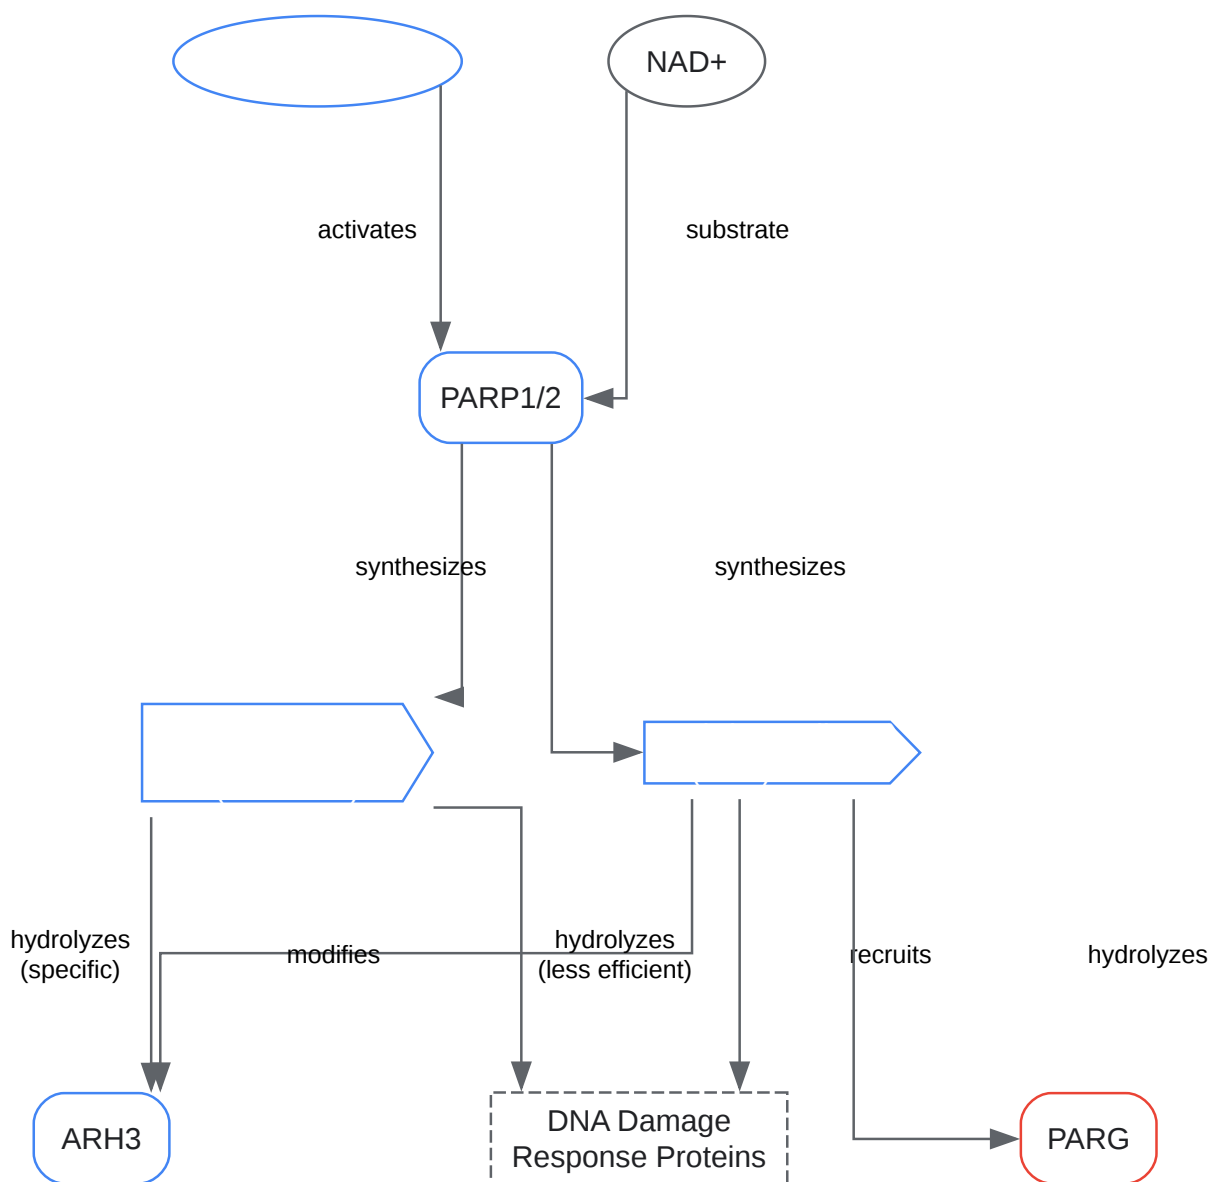 NAD+
activates
substrate
PARP1/2
synthesizes
synthesizes
hydrolyzes
(specific)
modifies
hydrolyzes
(less efficient)
recruits
hydrolyzes
ARH3
DNA Damage
Response Proteins
PARG